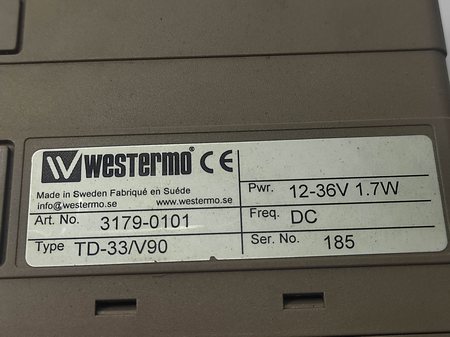 Westermo CE
Made in Sweden Fabriqué en Suéde
info@westermo.se www.westermo.se
Art. No. 3179-0101
Type TD-33/V90
Pwr. 12-36V 1.7W
Freq. DC
Ser. No. 185